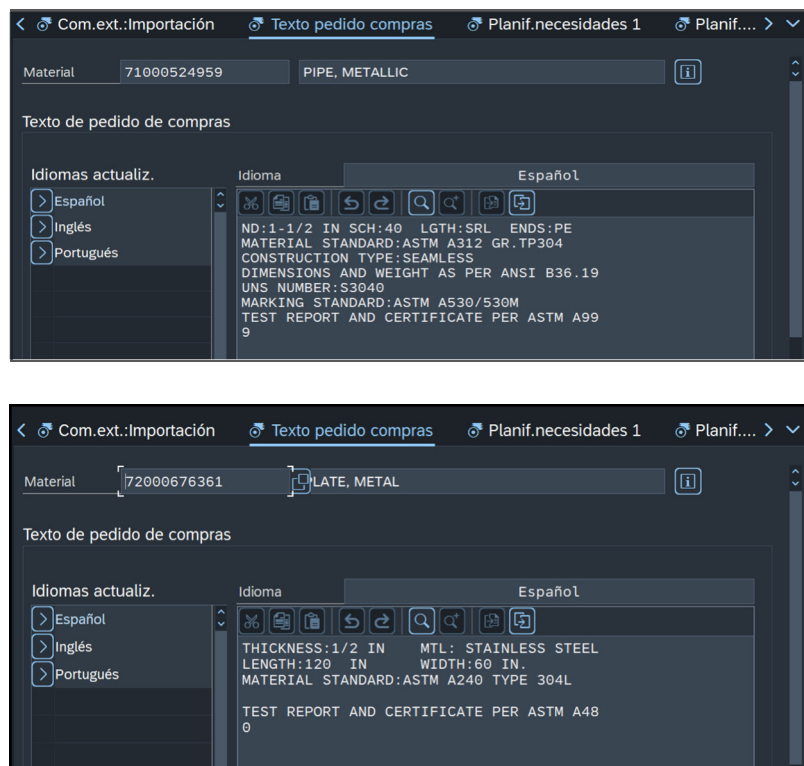 Com.ext.:Importación Texto pedido compras Planif.necesidades 1 Planif....
Material 71000524959 PIPE, METALLIC
Texto de pedido de compras
Idiomas actualiz. Idioma Español
Español
Inglés
Portugués
ND:1-1/2 IN SCH:40 LGTH:SRL ENDS:PE
MATERIAL STANDARD:ASTM A312 GR.TP304
CONSTRUCTION TYPE:SEAMLESS
DIMENSIONS AND WEIGHT AS PER ANSI B36.19
UNS NUMBER:S3040
MARKING STANDARD:ASTM A530/530M
TEST REPORT AND CERTIFICATE PER ASTM A99
9
Com.ext.:Importación Texto pedido compras Planif.necesidades 1 Planif....
Material 72000676361 PLATE, METAL
Texto de pedido de compras
Idiomas actualiz. Idioma Español
Español
Inglés
Portugués
THICKNESS:1/2 IN MTL: STAINLESS STEEL
LENGTH:120 IN WIDTH:60 IN.
MATERIAL STANDARD:ASTM A240 TYPE 304L
TEST REPORT AND CERTIFICATE PER ASTM A48
0